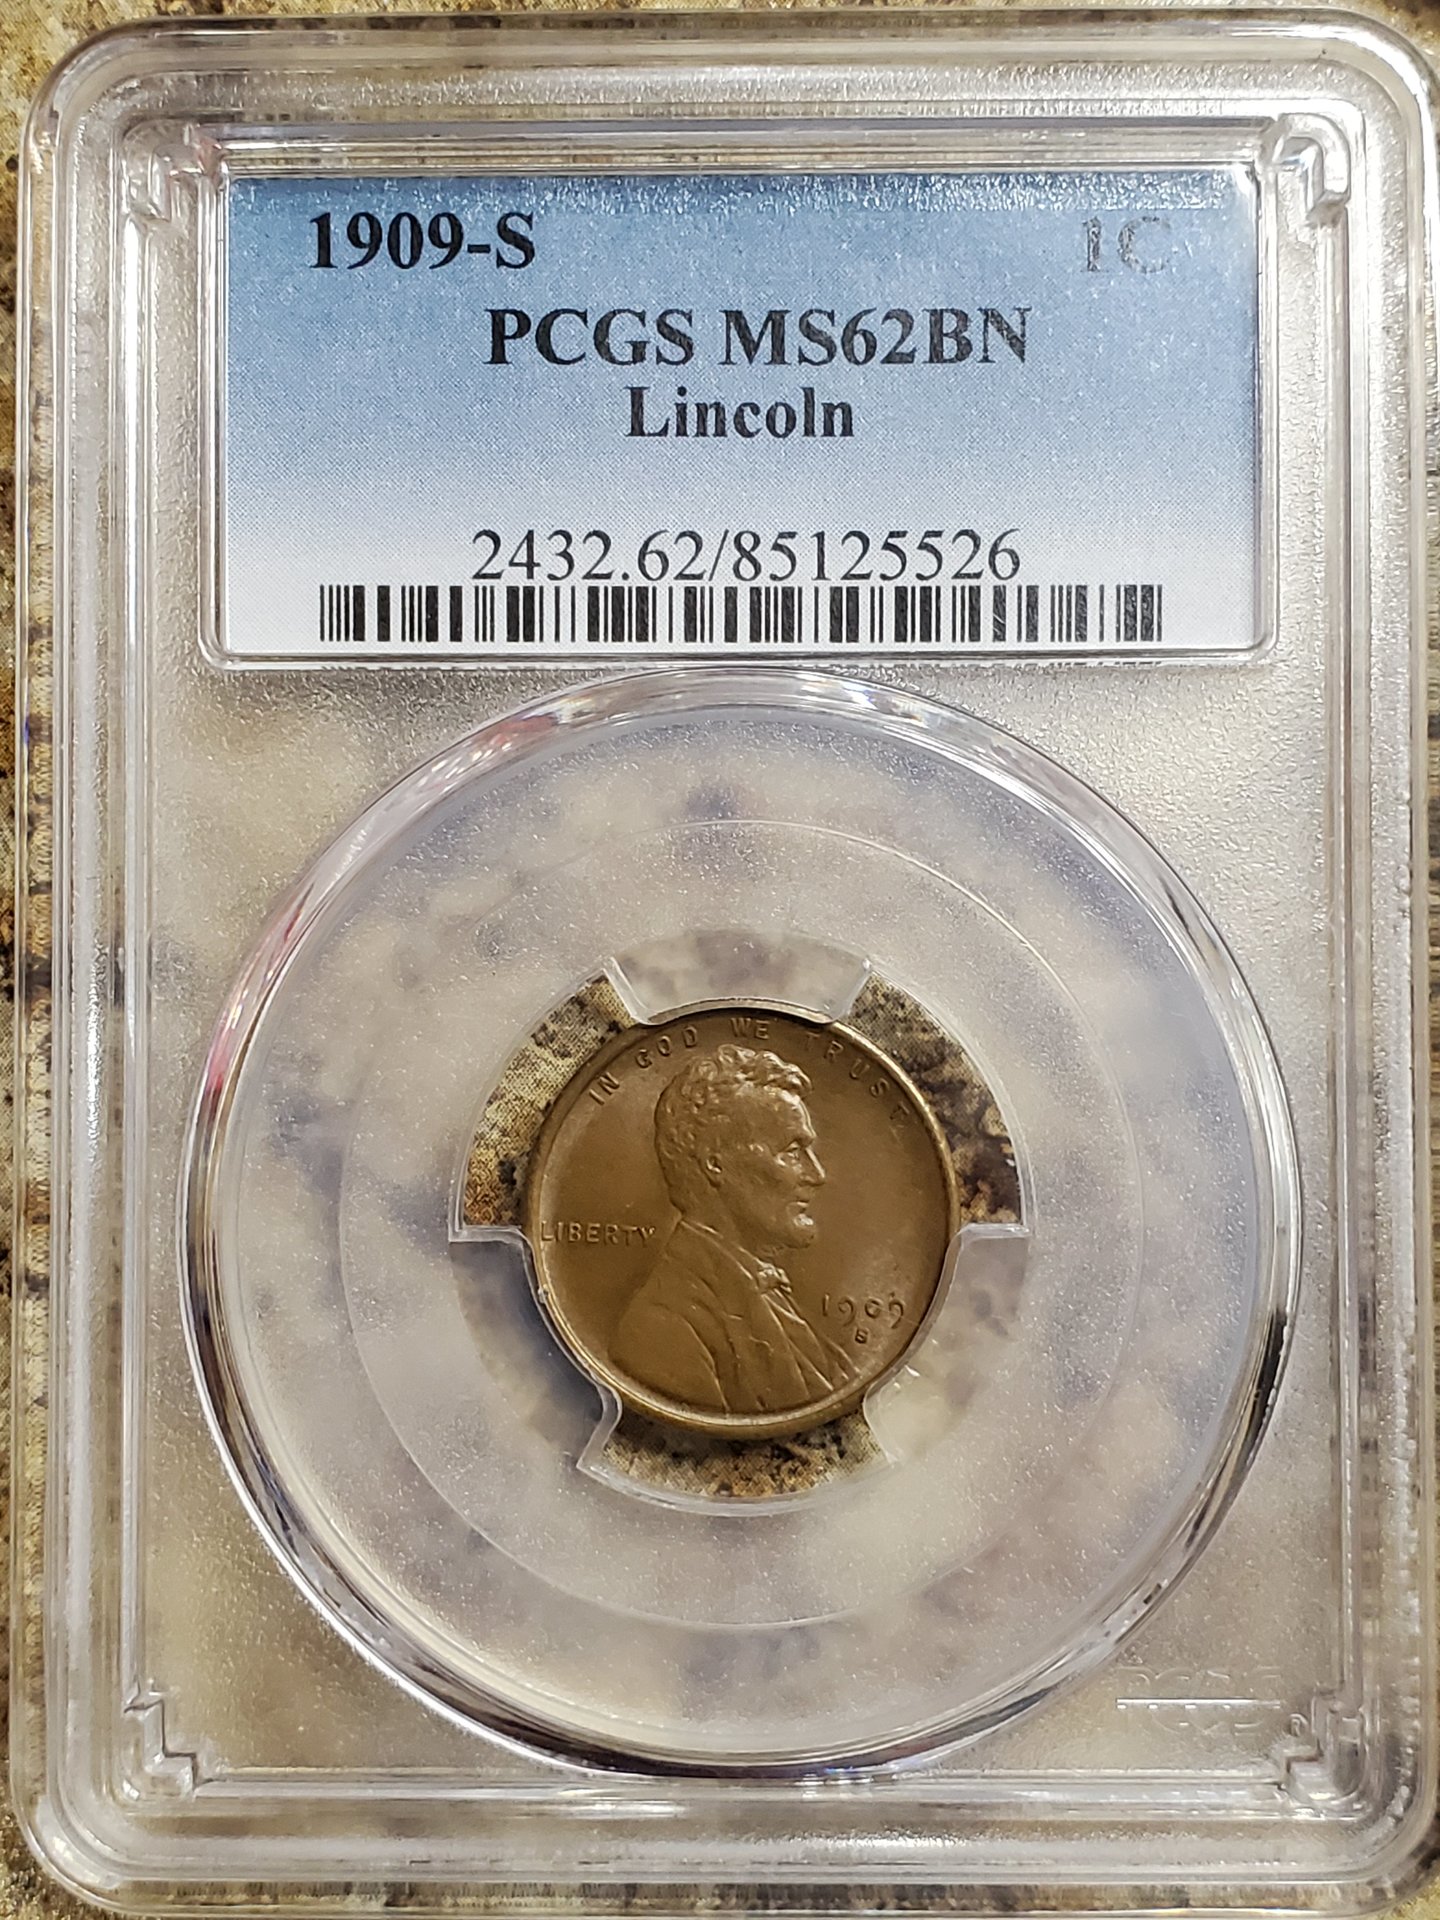 1909-S 1C
PCGS MS62BN
Lincoln
2432.62/85125526
IN GOD WE TRUST
LIBERTY
1909
S